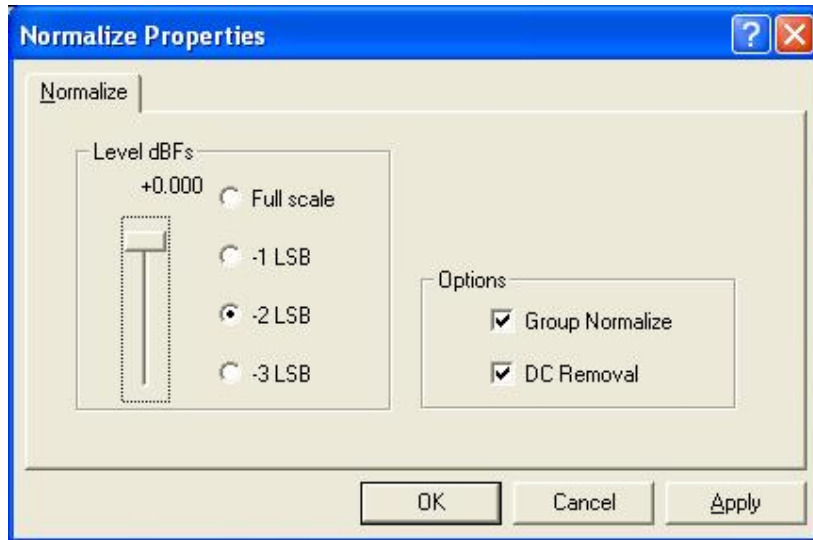 Normalize Properties
Normalize
Level dBFs
+0.000
Full scale
-1 LSB
-2 LSB
-3 LSB
Options
Group Normalize
DC Removal
OK
Cancel
Apply